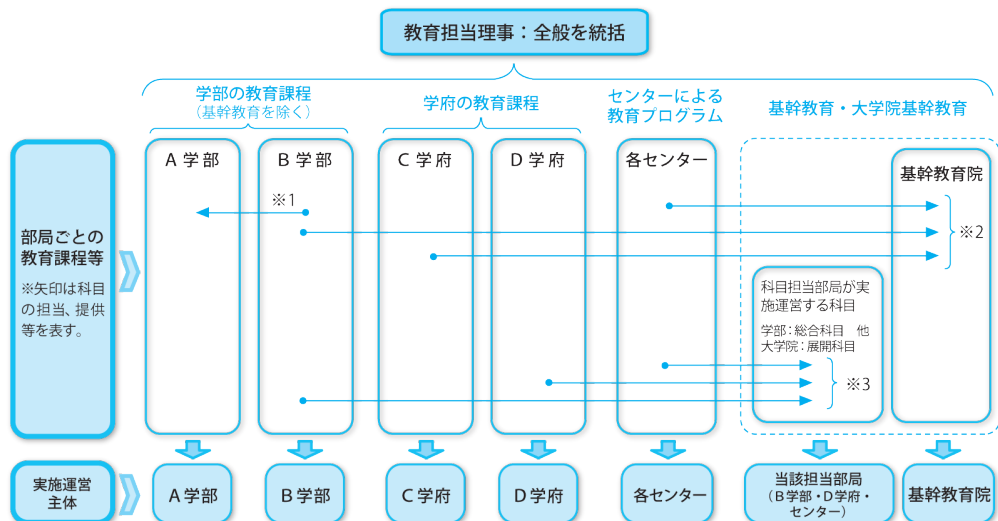 教育担当理事：全般を統括
学部の教育課程
（基幹教育を除く）
学府の教育課程
センターによる
教育プログラム
基幹教育・大学院基幹教育
A 学部
B 学部
C 学府
D 学府
各センター
基幹教育院
※1
※2
部局ごとの
教育課程等
※矢印は科目
の担当、提供
等を表す。
科目担当部局が実
施運営する科目
学部：総合科目　他
大学院：展開科目
※3
実施運営
主体
A学部
B学部
C学府
D学府
各センター
当該担当部局
（B学部・D学府・
センター）
基幹教育院